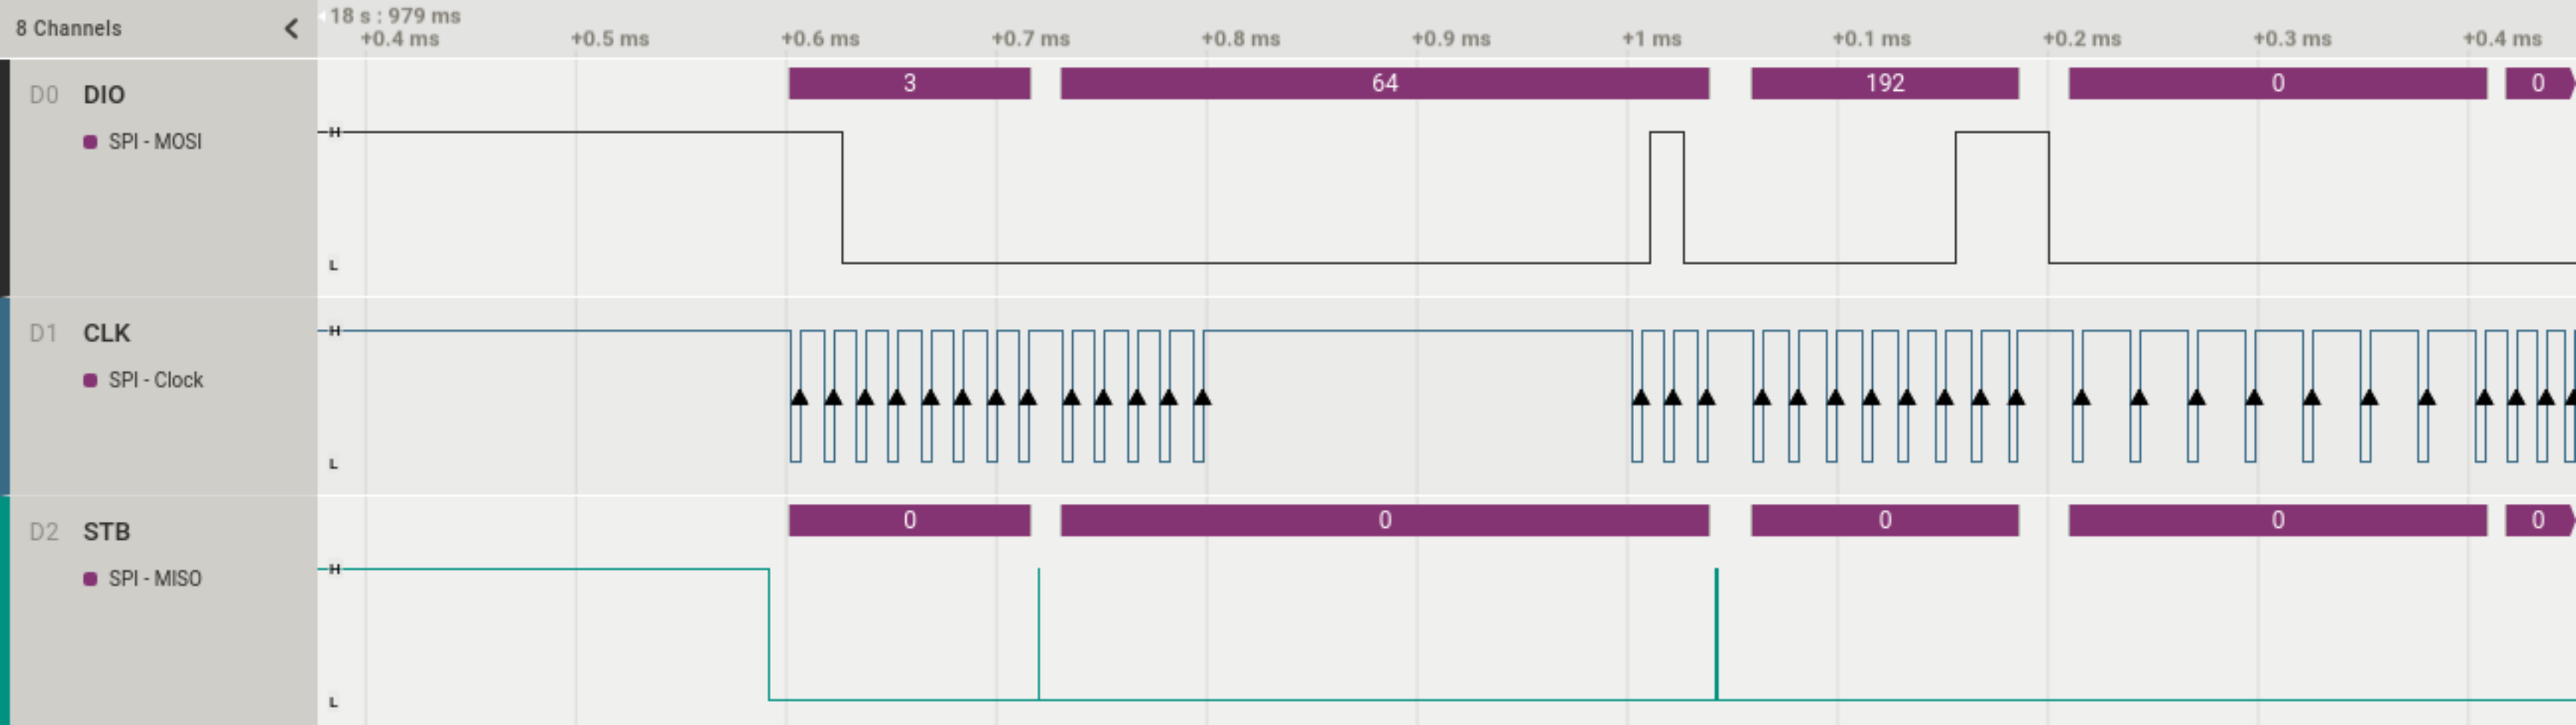 8 Channels
18 s : 979 ms
+0.4 ms +0.5 ms +0.6 ms +0.7 ms +0.8 ms +0.9 ms +1 ms +0.1 ms +0.2 ms +0.3 ms +0.4 ms
3 64 192 0 0
D0 DIO
H
SPI - MOSI
L
H
D1 CLK
SPI - Clock
L
0 0 0 0 0
D2 STB
H
SPI - MISO
L